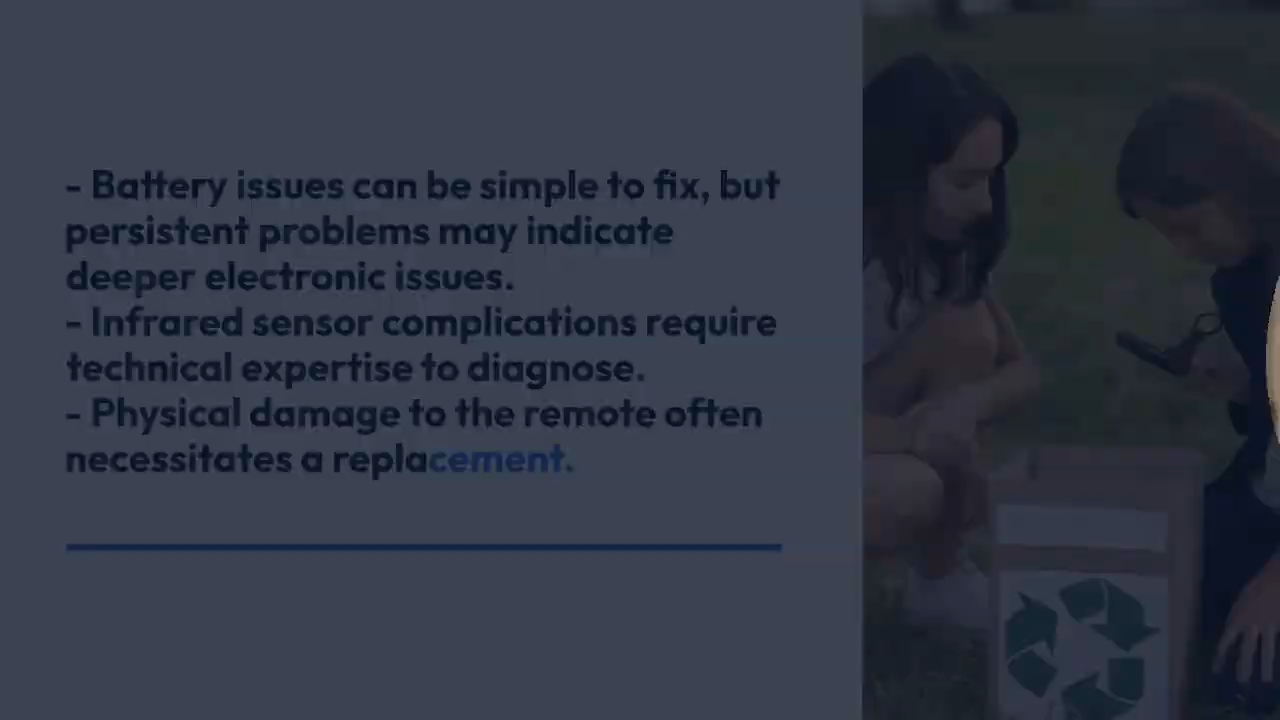 - Battery issues can be simple to fix, but
persistent problems may indicate
deeper electronic issues.
- Infrared sensor complications require
technical expertise to diagnose.
- Physical damage to the remote often
necessitates a replacement.